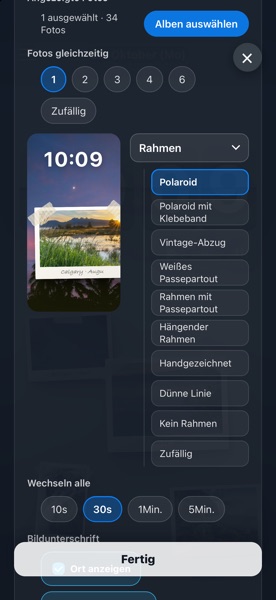 1 ausgewählt · 34
Fotos
Alben auswählen
Fotos gleichzeitig
1
2
3
4
6
Zufällig
10:09
Calgary · Augu
Rahmen
Polaroid
Polaroid mit
Klebeband
Vintage-Abzug
Weißes
Passepartout
Rahmen mit
Passepartout
Hängender
Rahmen
Handgezeichnet
Dünne Linie
Kein Rahmen
Zufällig
Wechseln alle
10s
30s
1Min.
5Min.
Bildunterschrift
Fertig
Ort anzeigen